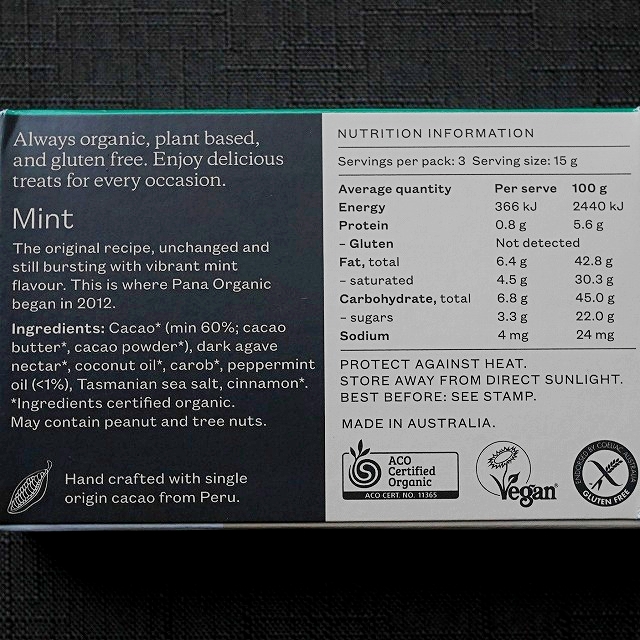 Always organic, plant based,
and gluten free. Enjoy delicious
treats for every occasion.
Mint
The original recipe, unchanged and
still bursting with vibrant mint
flavour. This is where Pana Organic
began in 2012.
Ingredients: Cacao* (min 60%; cacao
butter*, cacao powder*), dark agave
nectar*, coconut oil*, carob*, peppermint
oil (<1%), Tasmanian sea salt, cinnamon*.
*Ingredients certified organic.
May contain peanut and tree nuts.
Hand crafted with single
origin cacao from Peru.
NUTRITION INFORMATION
Servings per pack: 3 Serving size: 15 g
Average quantity Per serve 100 g
Energy 366 kJ 2440 kJ
Protein 0.8 g 5.6 g
– Gluten Not detected
Fat, total 6.4 g 42.8 g
– saturated 4.5 g 30.3 g
Carbohydrate, total 6.8 g 45.0 g
– sugars 3.3 g 22.0 g
Sodium 4 mg 24 mg
PROTECT AGAINST HEAT.
STORE AWAY FROM DIRECT SUNLIGHT.
BEST BEFORE: SEE STAMP.
MADE IN AUSTRALIA.
ACO
Certified
Organic
ACO CERT. NO. 11365
Vegan
ENDORSED BY COELIAC AUSTRALIA
GLUTEN FREE